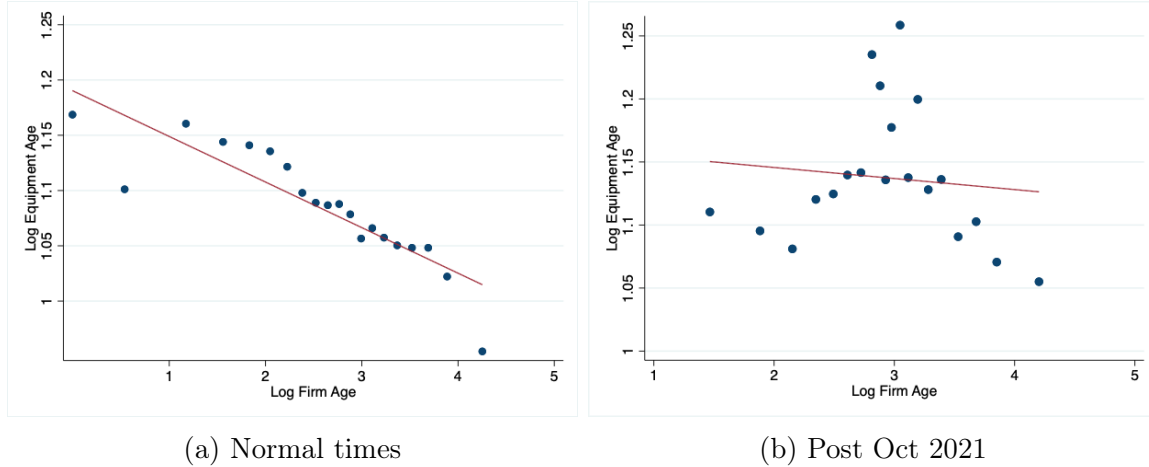 Log Equipment Age
1.25
1.2
1.15
1.1
1.05
1
1 2 3 4 5
Log Firm Age
(a) Normal times
Log Equipment Age
1.25
1.2
1.15
1.1
1.05
1
1 2 3 4 5
Log Firm Age
(b) Post Oct 2021